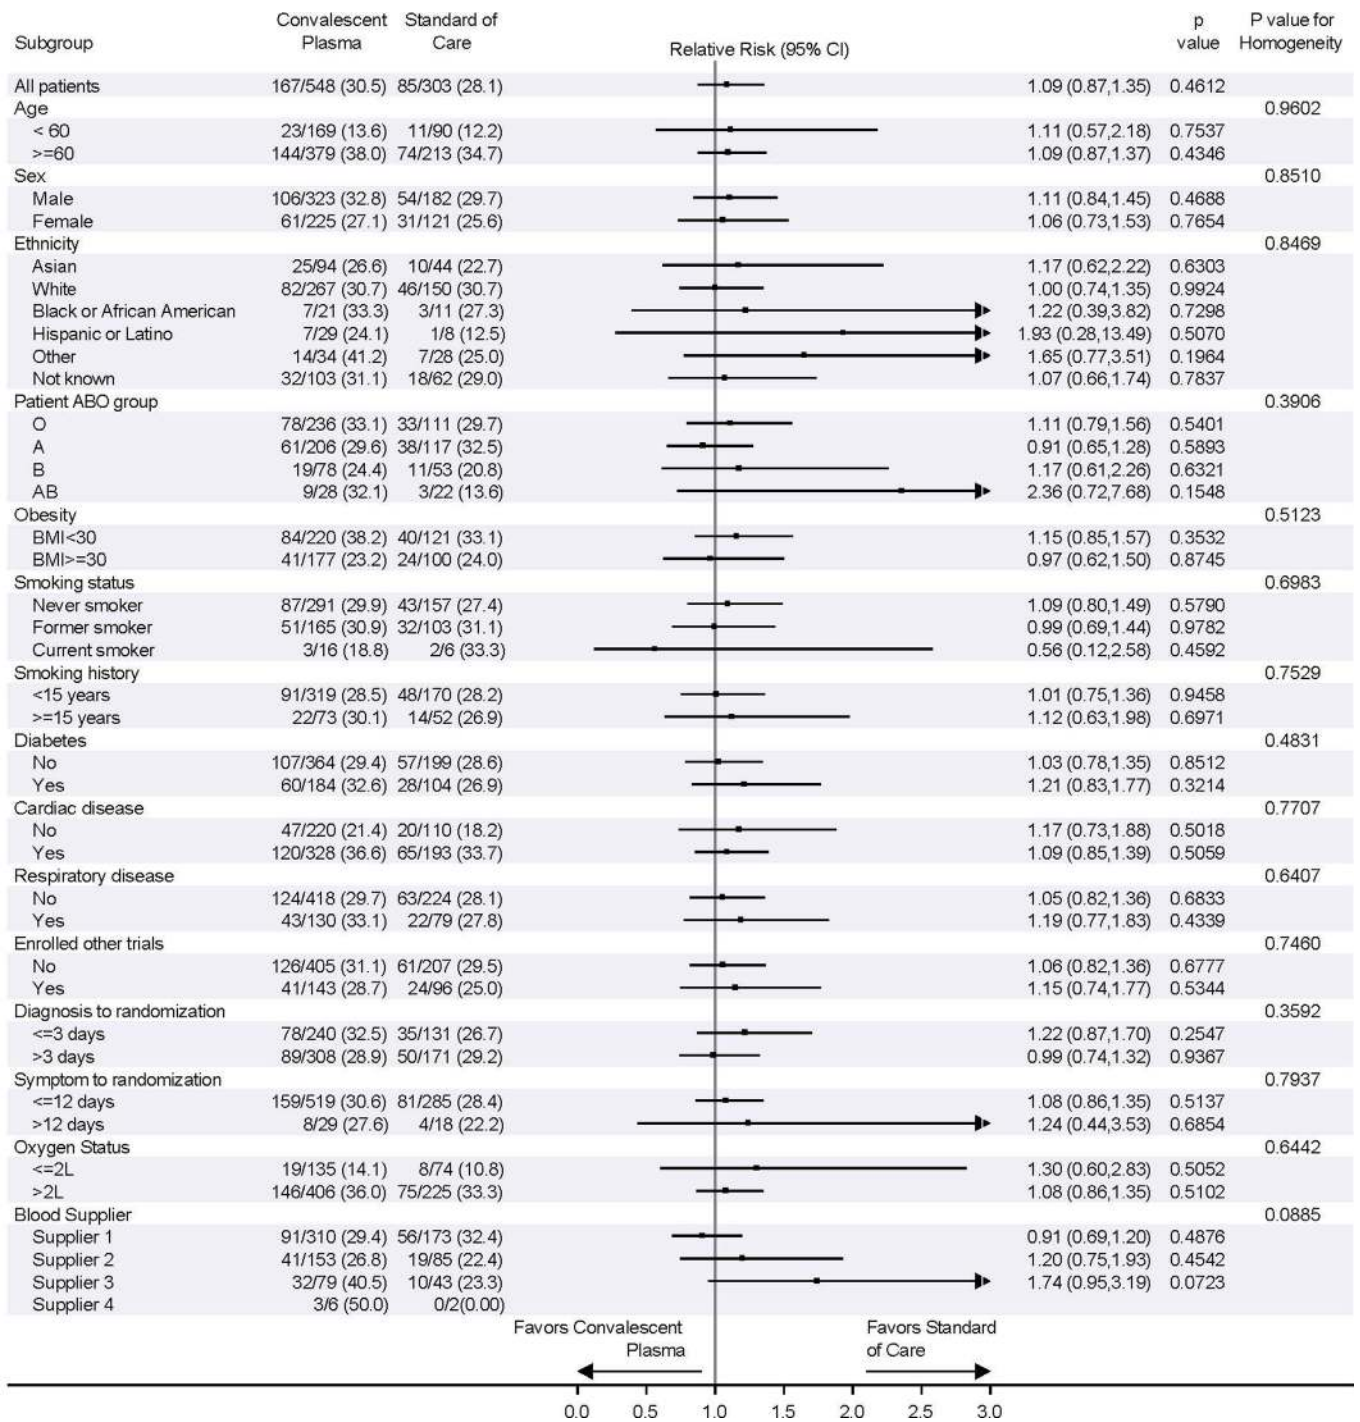 Subgroup Convalescent Plasma Standard of Care Relative Risk (95% CI) p value P value for Homogeneity
All patients 167/548 (30.5) 85/303 (28.1) 1.09 (0.87,1.35) 0.4612
Age 0.9602
< 60 23/169 (13.6) 11/90 (12.2) 1.11 (0.57,2.18) 0.7537
>=60 144/379 (38.0) 74/213 (34.7) 1.09 (0.87,1.37) 0.4346
Sex 0.8510
Male 106/323 (32.8) 54/182 (29.7) 1.11 (0.84,1.45) 0.4688
Female 61/225 (27.1) 31/121 (25.6) 1.06 (0.73,1.53) 0.7654
Ethnicity 0.8469
Asian 25/94 (26.6) 10/44 (22.7) 1.17 (0.62,2.22) 0.6303
White 82/267 (30.7) 46/150 (30.7) 1.00 (0.74,1.35) 0.9924
Black or African American 7/21 (33.3) 3/11 (27.3) 1.22 (0.39,3.82) 0.7298
Hispanic or Latino 7/29 (24.1) 1/8 (12.5) 1.93 (0.28,13.49) 0.5070
Other 14/34 (41.2) 7/28 (25.0) 1.65 (0.77,3.51) 0.1964
Not known 32/103 (31.1) 18/62 (29.0) 1.07 (0.66,1.74) 0.7837
Patient ABO group 0.3906
O 78/236 (33.1) 33/111 (29.7) 1.11 (0.79,1.56) 0.5401
A 61/206 (29.6) 38/117 (32.5) 0.91 (0.65,1.28) 0.5893
B 19/78 (24.4) 11/53 (20.8) 1.17 (0.61,2.26) 0.6321
AB 9/28 (32.1) 3/22 (13.6) 2.36 (0.72,7.68) 0.1548
Obesity 0.5123
BMI<30 84/220 (38.2) 40/121 (33.1) 1.15 (0.85,1.57) 0.3532
BMI>=30 41/177 (23.2) 24/100 (24.0) 0.97 (0.62,1.50) 0.8745
Smoking status 0.6983
Never smoker 87/291 (29.9) 43/157 (27.4) 1.09 (0.80,1.49) 0.5790
Former smoker 51/165 (30.9) 32/103 (31.1) 0.99 (0.69,1.44) 0.9782
Current smoker 3/16 (18.8) 2/6 (33.3) 0.56 (0.12,2.58) 0.4592
Smoking history 0.7529
<15 years 91/319 (28.5) 48/170 (28.2) 1.01 (0.75,1.36) 0.9458
>=15 years 22/73 (30.1) 14/52 (26.9) 1.12 (0.63,1.98) 0.6971
Diabetes 0.4831
No 107/364 (29.4) 57/199 (28.6) 1.03 (0.78,1.35) 0.8512
Yes 60/184 (32.6) 28/104 (26.9) 1.21 (0.83,1.77) 0.3214
Cardiac disease 0.7707
No 47/220 (21.4) 20/110 (18.2) 1.17 (0.73,1.88) 0.5018
Yes 120/328 (36.6) 65/193 (33.7) 1.09 (0.85,1.39) 0.5059
Respiratory disease 0.6407
No 124/418 (29.7) 63/224 (28.1) 1.05 (0.82,1.36) 0.6833
Yes 43/130 (33.1) 22/79 (27.8) 1.19 (0.77,1.83) 0.4339
Enrolled other trials 0.7460
No 126/405 (31.1) 61/207 (29.5) 1.06 (0.82,1.36) 0.6777
Yes 41/143 (28.7) 24/96 (25.0) 1.15 (0.74,1.77) 0.5344
Diagnosis to randomization 0.3592
<=3 days 78/240 (32.5) 35/131 (26.7) 1.22 (0.87,1.70) 0.2547
>3 days 89/308 (28.9) 50/171 (29.2) 0.99 (0.74,1.32) 0.9367
Symptom to randomization 0.7937
<=12 days 159/519 (30.6) 81/285 (28.4) 1.08 (0.86,1.35) 0.5137
>12 days 8/29 (27.6) 4/18 (22.2) 1.24 (0.44,3.53) 0.6854
Oxygen Status 0.6442
<=2L 19/135 (14.1) 8/74 (10.8) 1.30 (0.60,2.83) 0.5052
>2L 146/406 (36.0) 75/225 (33.3) 1.08 (0.86,1.35) 0.5102
Blood Supplier 0.0885
Supplier 1 91/310 (29.4) 56/173 (32.4) 0.91 (0.69,1.20) 0.4876
Supplier 2 41/153 (26.8) 19/85 (22.4) 1.20 (0.75,1.93) 0.4542
Supplier 3 32/79 (40.5) 10/43 (23.3) 1.74 (0.95,3.19) 0.0723
Supplier 4 3/6 (50.0) 0/2(0.00)
Favors Convalescent Plasma Favors Standard of Care
0.0 0.5 1.0 1.5 2.0 2.5 3.0